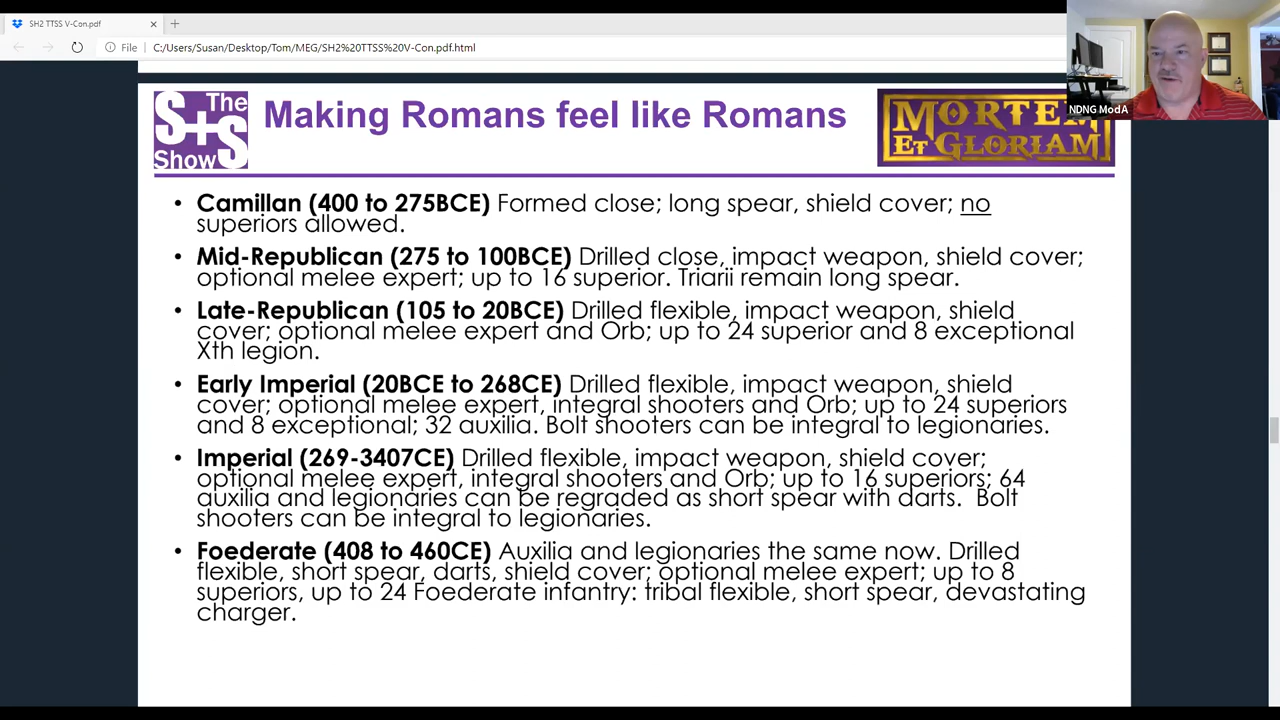 SH2 TTSS V-Con.pdf
File
C:/Users/Susan/Desktop/Tom/MEG/SH2%20TTSS%20V-Con.pdf.html
NDNG ModA
The
S+S
Show
Making Romans feel like Romans
MORTEM
ET GLORIAM
• Camillan (400 to 275BCE) Formed close; long spear, shield cover; no
superiors allowed.
• Mid-Republican (275 to 100BCE) Drilled close, impact weapon, shield cover;
optional melee expert; up to 16 superior. Triarii remain long spear.
• Late-Republican (105 to 20BCE) Drilled flexible, impact weapon, shield
cover; optional melee expert and Orb; up to 24 superior and 8 exceptional
Xth legion.
• Early Imperial (20BCE to 268CE) Drilled flexible, impact weapon, shield
cover; optional melee expert, integral shooters and Orb; up to 24 superiors
and 8 exceptional; 32 auxilia. Bolt shooters can be integral to legionaries.
• Imperial (269-3407CE) Drilled flexible, impact weapon, shield cover;
optional melee expert, integral shooters and Orb; up to 16 superiors; 64
auxilia and legionaries can be regraded as short spear with darts. Bolt
shooters can be integral to legionaries.
• Foederate (408 to 460CE) Auxilia and legionaries the same now. Drilled
flexible, short spear, darts, shield cover; optional melee expert; up to 8
superiors, up to 24 Foederate infantry: tribal flexible, short spear, devastating
charger.